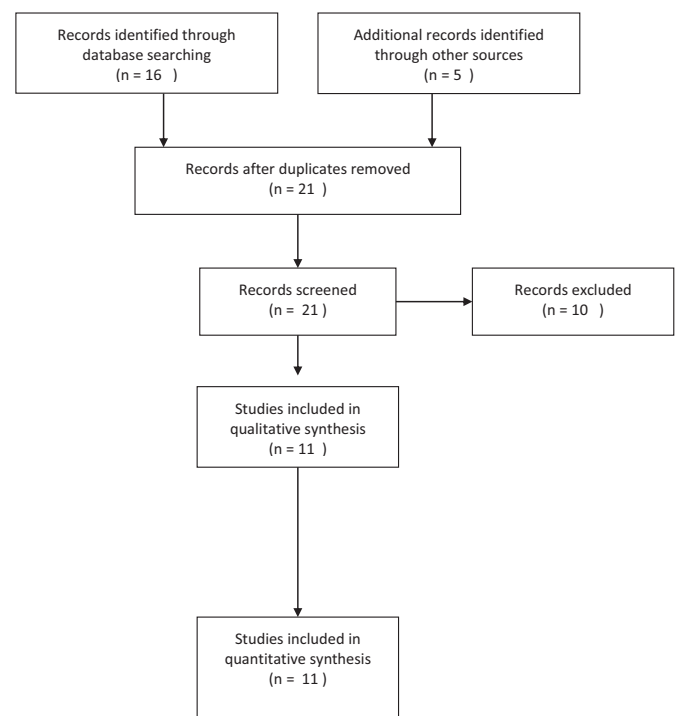 Records identified through
database searching
(n = 16 )
Additional records identified
through other sources
(n = 5 )
Records after duplicates removed
(n = 21 )
Records screened
(n = 21 )
Records excluded
(n = 10 )
Studies included in
qualitative synthesis
(n = 11 )
Studies included in
quantitative synthesis
(n = 11 )